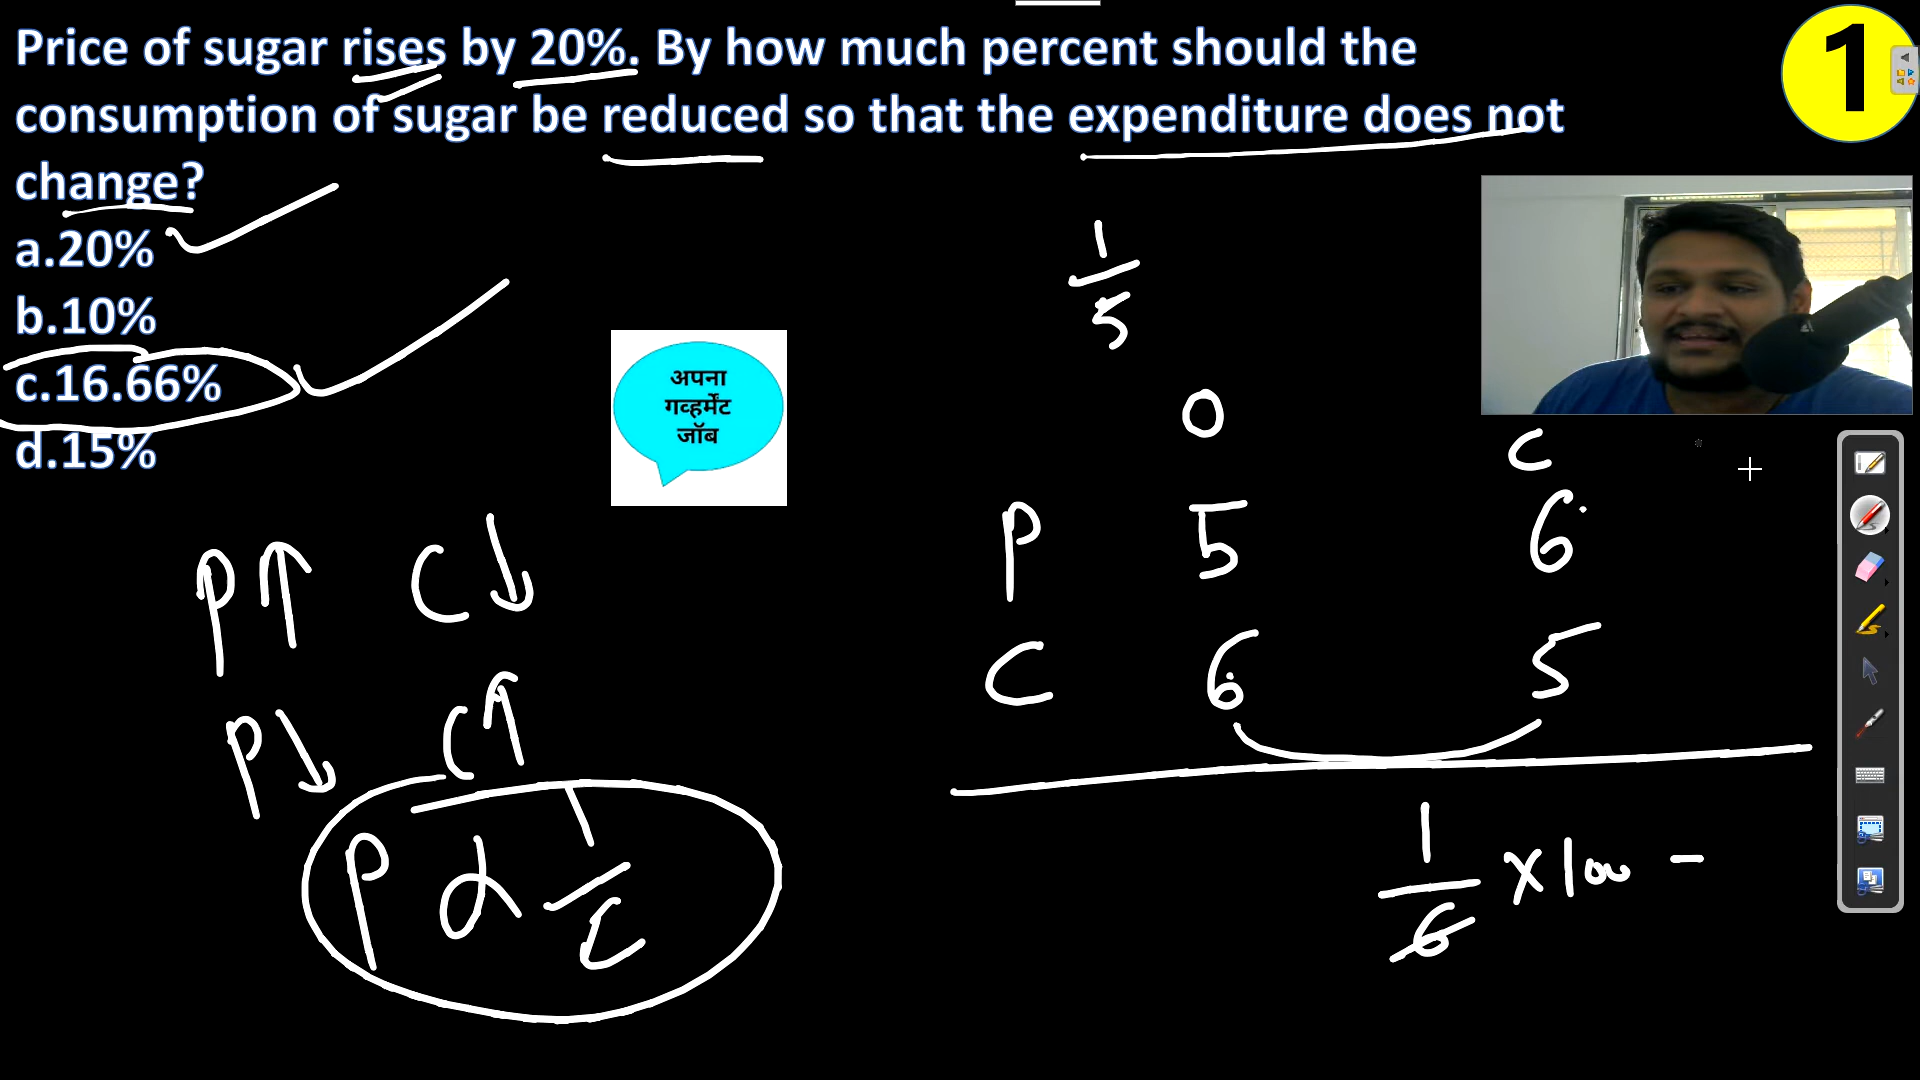 Price of sugar rises by 20%. By how much percent should the
consumption of sugar be reduced so that the expenditure does not
change?
a.20%
b.10%
c.16.66%
d.15%
1
अपना
गव्हर्मेंट
जॉब
1
5
O C
P 5 6
C 6 5
1
6 × 100 -
P↑ C↓
P↓ C↑
P ∝ 1
C